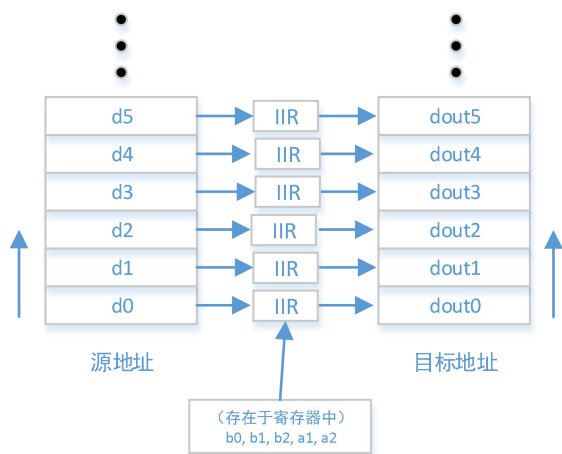 d5 IIR dout5
d4 IIR dout4
d3 IIR dout3
d2 IIR dout2
d1 IIR dout1
d0 IIR dout0
源地址 目标地址
（存在于寄存器中）
b0, b1, b2, a1, a2